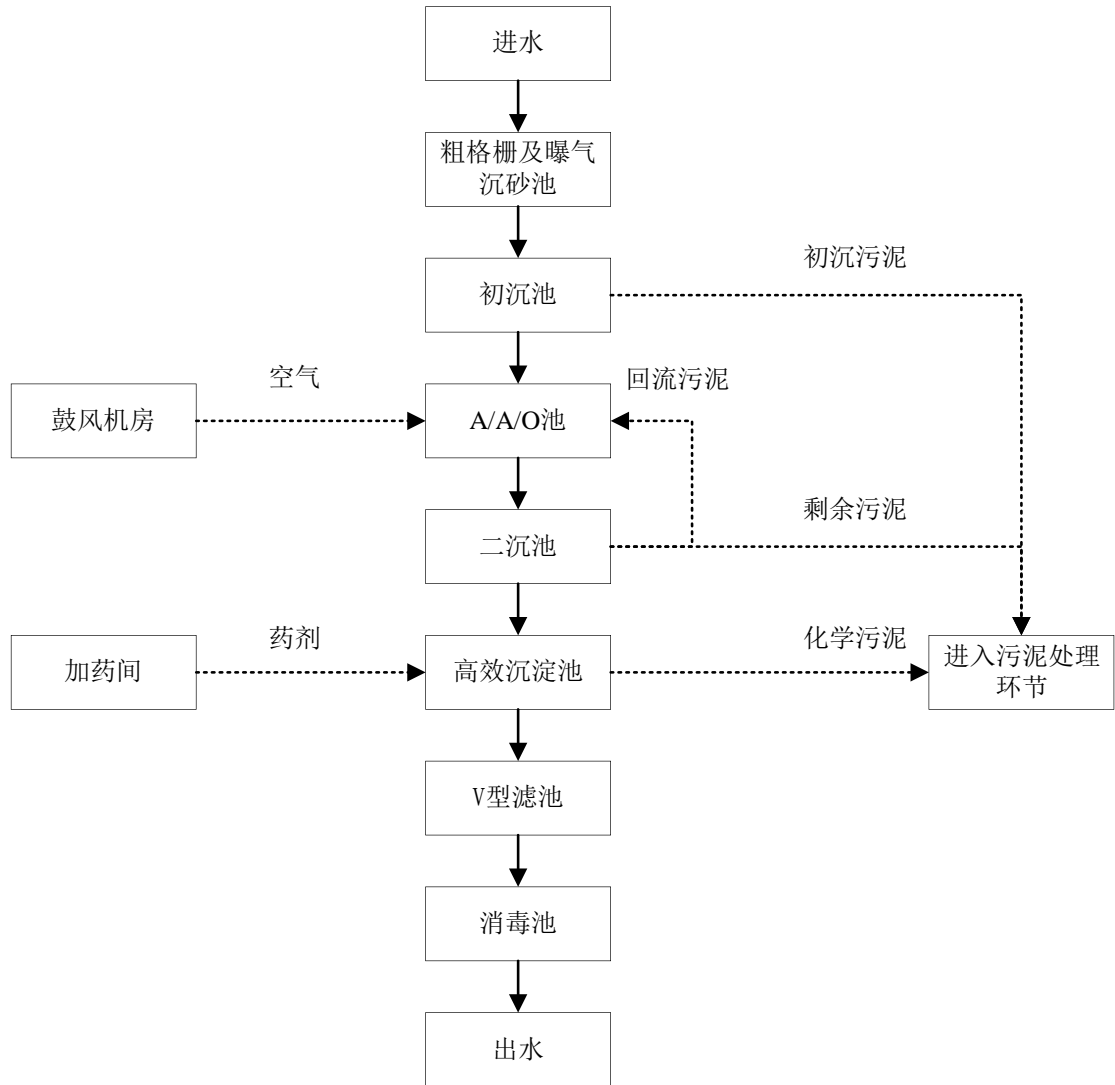 进水
粗格栅及曝气
沉砂池
初沉污泥
初沉池
空气
回流污泥
鼓风机房
A/A/O池
剩余污泥
二沉池
药剂
化学污泥
加药间
高效沉淀池
进入污泥处理
环节
V型滤池
消毒池
出水